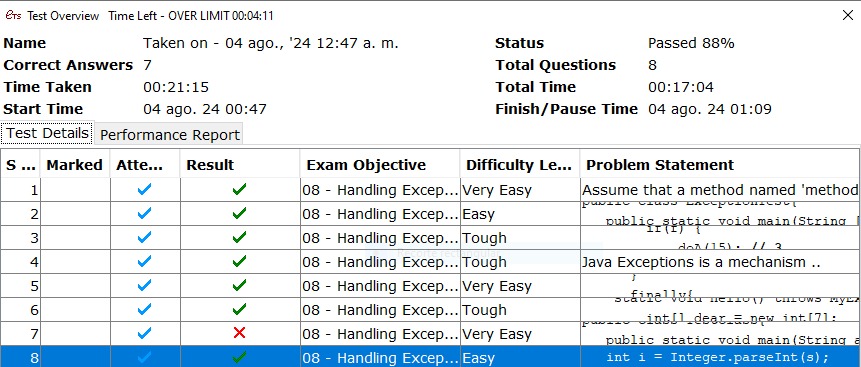 eTS Test Overview Time Left - OVER LIMIT 00:04:11
Name Taken on - 04 ago., '24 12:47 a. m. Status Passed 88%
Correct Answers 7 Total Questions 8
Time Taken 00:21:15 Total Time 00:17:04
Start Time 04 ago. 24 00:47 Finish/Pause Time 04 ago. 24 01:09
Test Details Performance Report
S ... Marked Atte... Result Exam Objective Difficulty Le... Problem Statement
1 08 - Handling Excep... Very Easy Assume that a method named 'method
2 08 - Handling Excep... Easy public class ExceptionTest{
public static void main(String [
3 08 - Handling Excep... Tough if(i) {
doA(15); // 3
4 08 - Handling Excep... Tough Java Exceptions is a mechanism ..
5 08 - Handling Excep... Very Easy }
finally{
6 08 - Handling Excep... Tough static void hello() throws MyEx
int[] dear = new int[7];
7 08 - Handling Excep... Very Easy
public static void main(String a
8 08 - Handling Excep... Easy int i = Integer.parseInt(s);